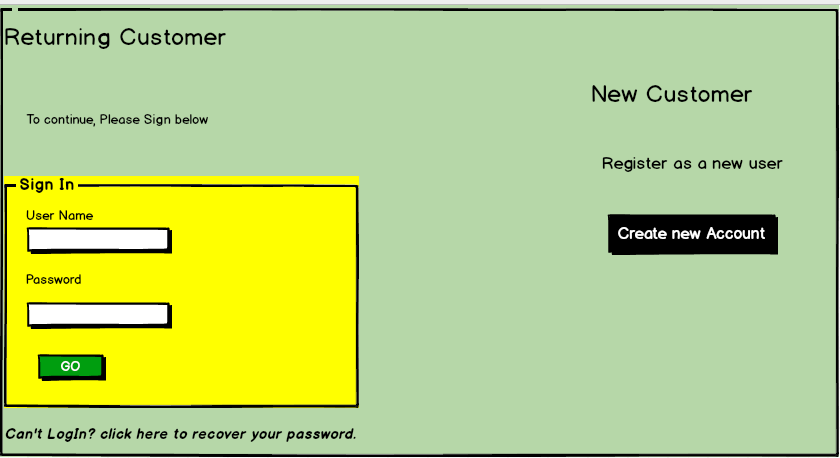 Returning Customer
To continue, Please Sign below
Sign In
User Name
Password
GO
Can't LogIn? click here to recover your password.
New Customer
Register as a new user
Create new Account